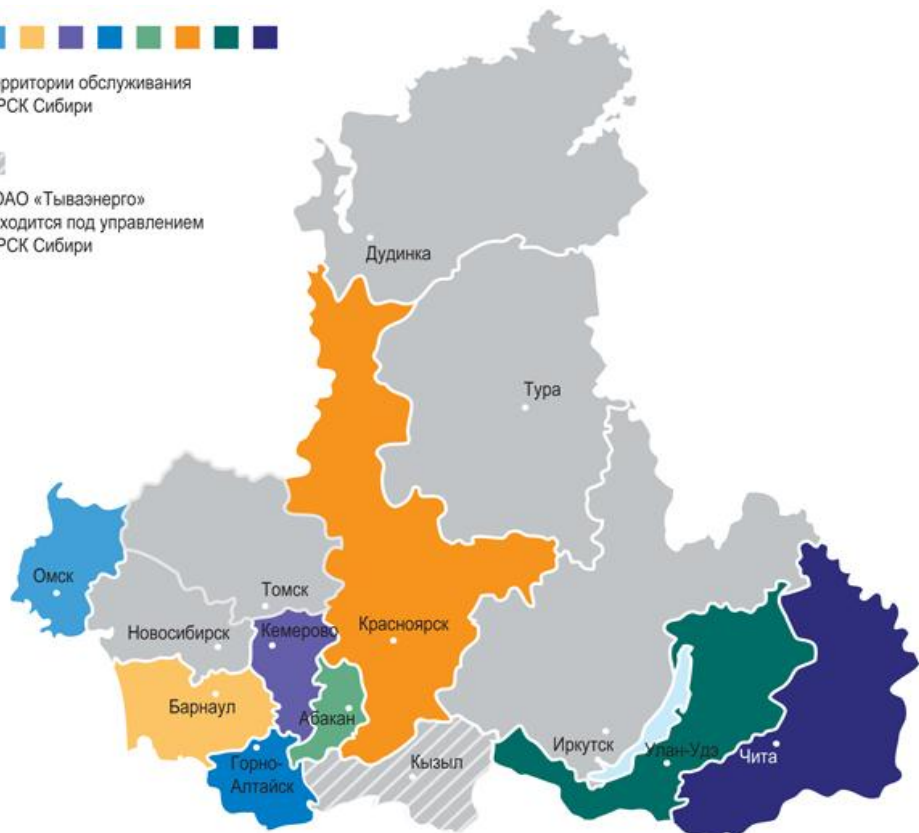 рритории обслуживания
РСК Сибири
ОАО «Тываэнерго»
ходится под управлением
РСК Сибири
Дудинка
Тура
Омск
Томск
Новосибирск
Кемерово
Красноярск
Барнаул
Абакан
Горно-
Алтайск
Кызыл
Иркутск
Улан-Удэ
Чита